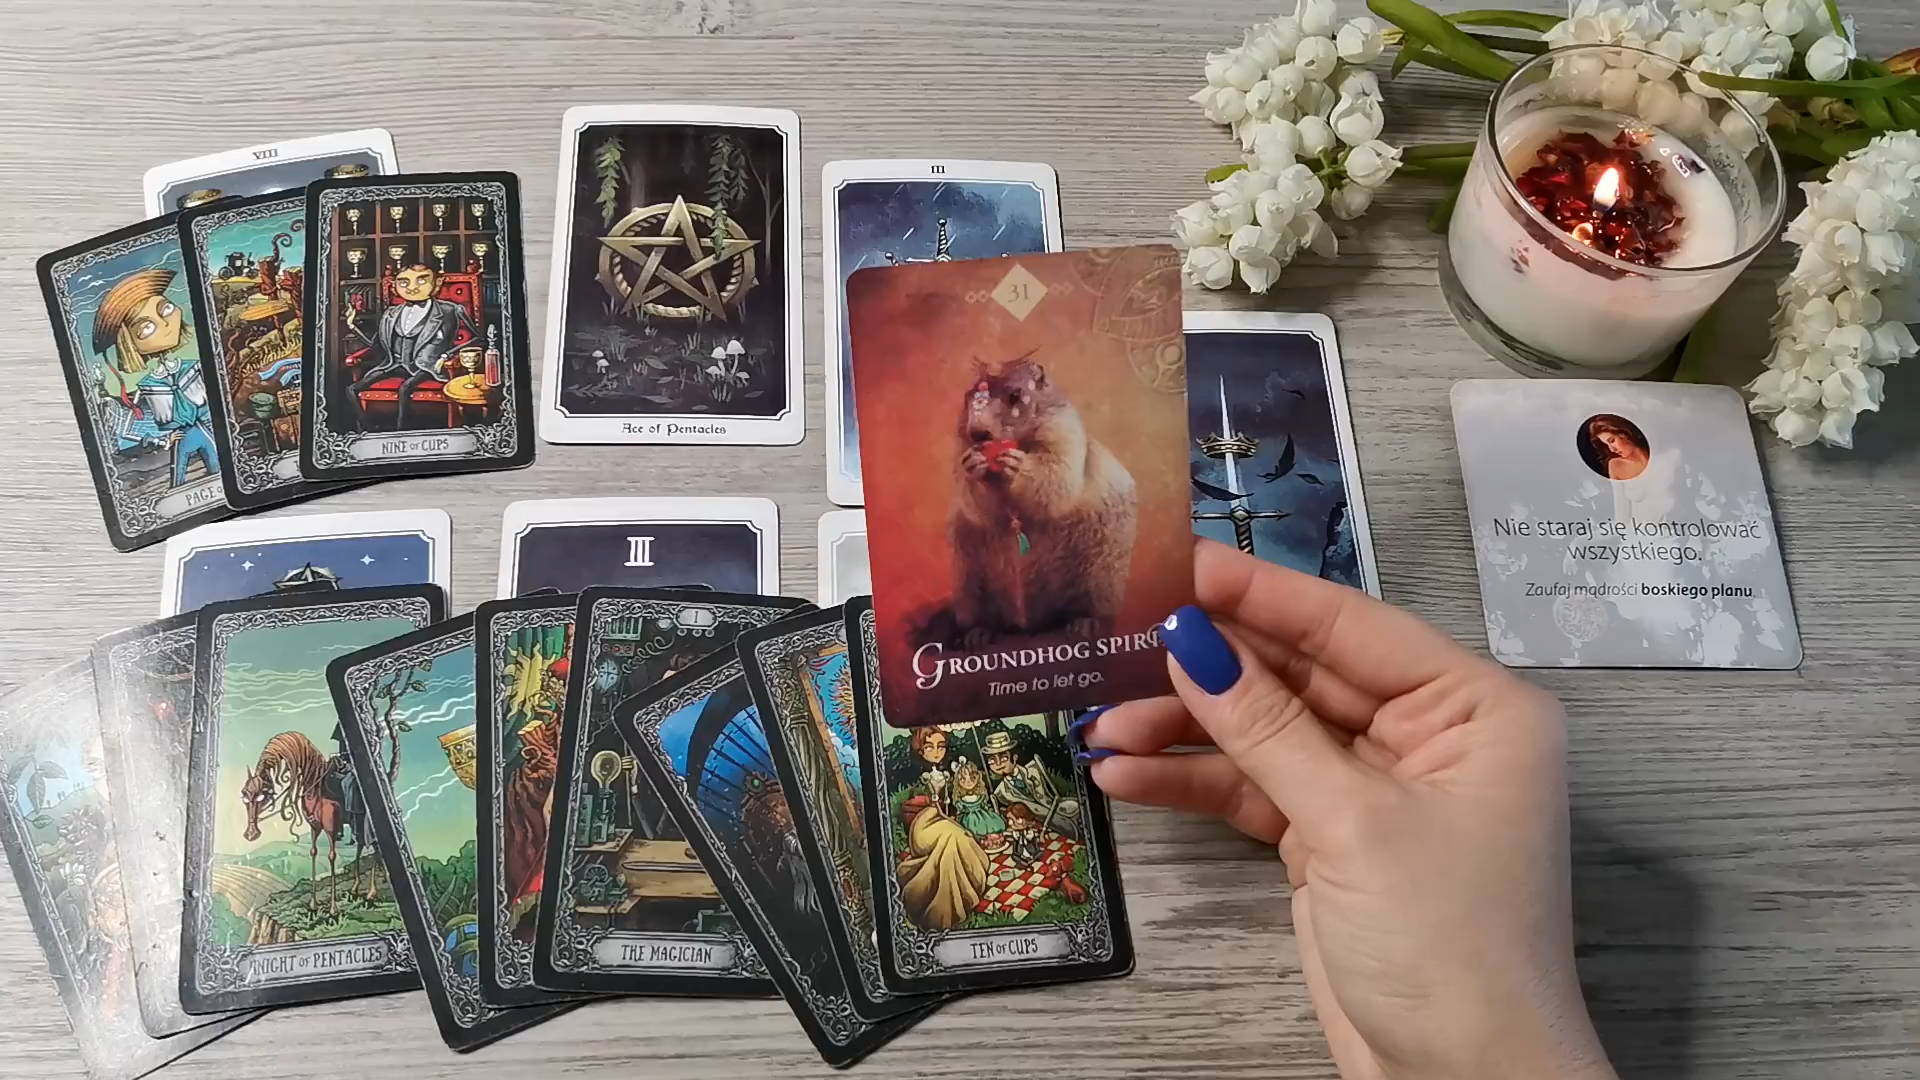 VIII
III
NINE OF CUPS
PAGE
Ace of Pentacles
31
GROUNDHOG SPIRI
Time to let go.
Nie staraj się kontrolować
wszystkiego.
Zaufaj mądrości boskiego planu.
III
I
KNIGHT OF PENTACLES
THE MAGICIAN
TEN OF CUPS